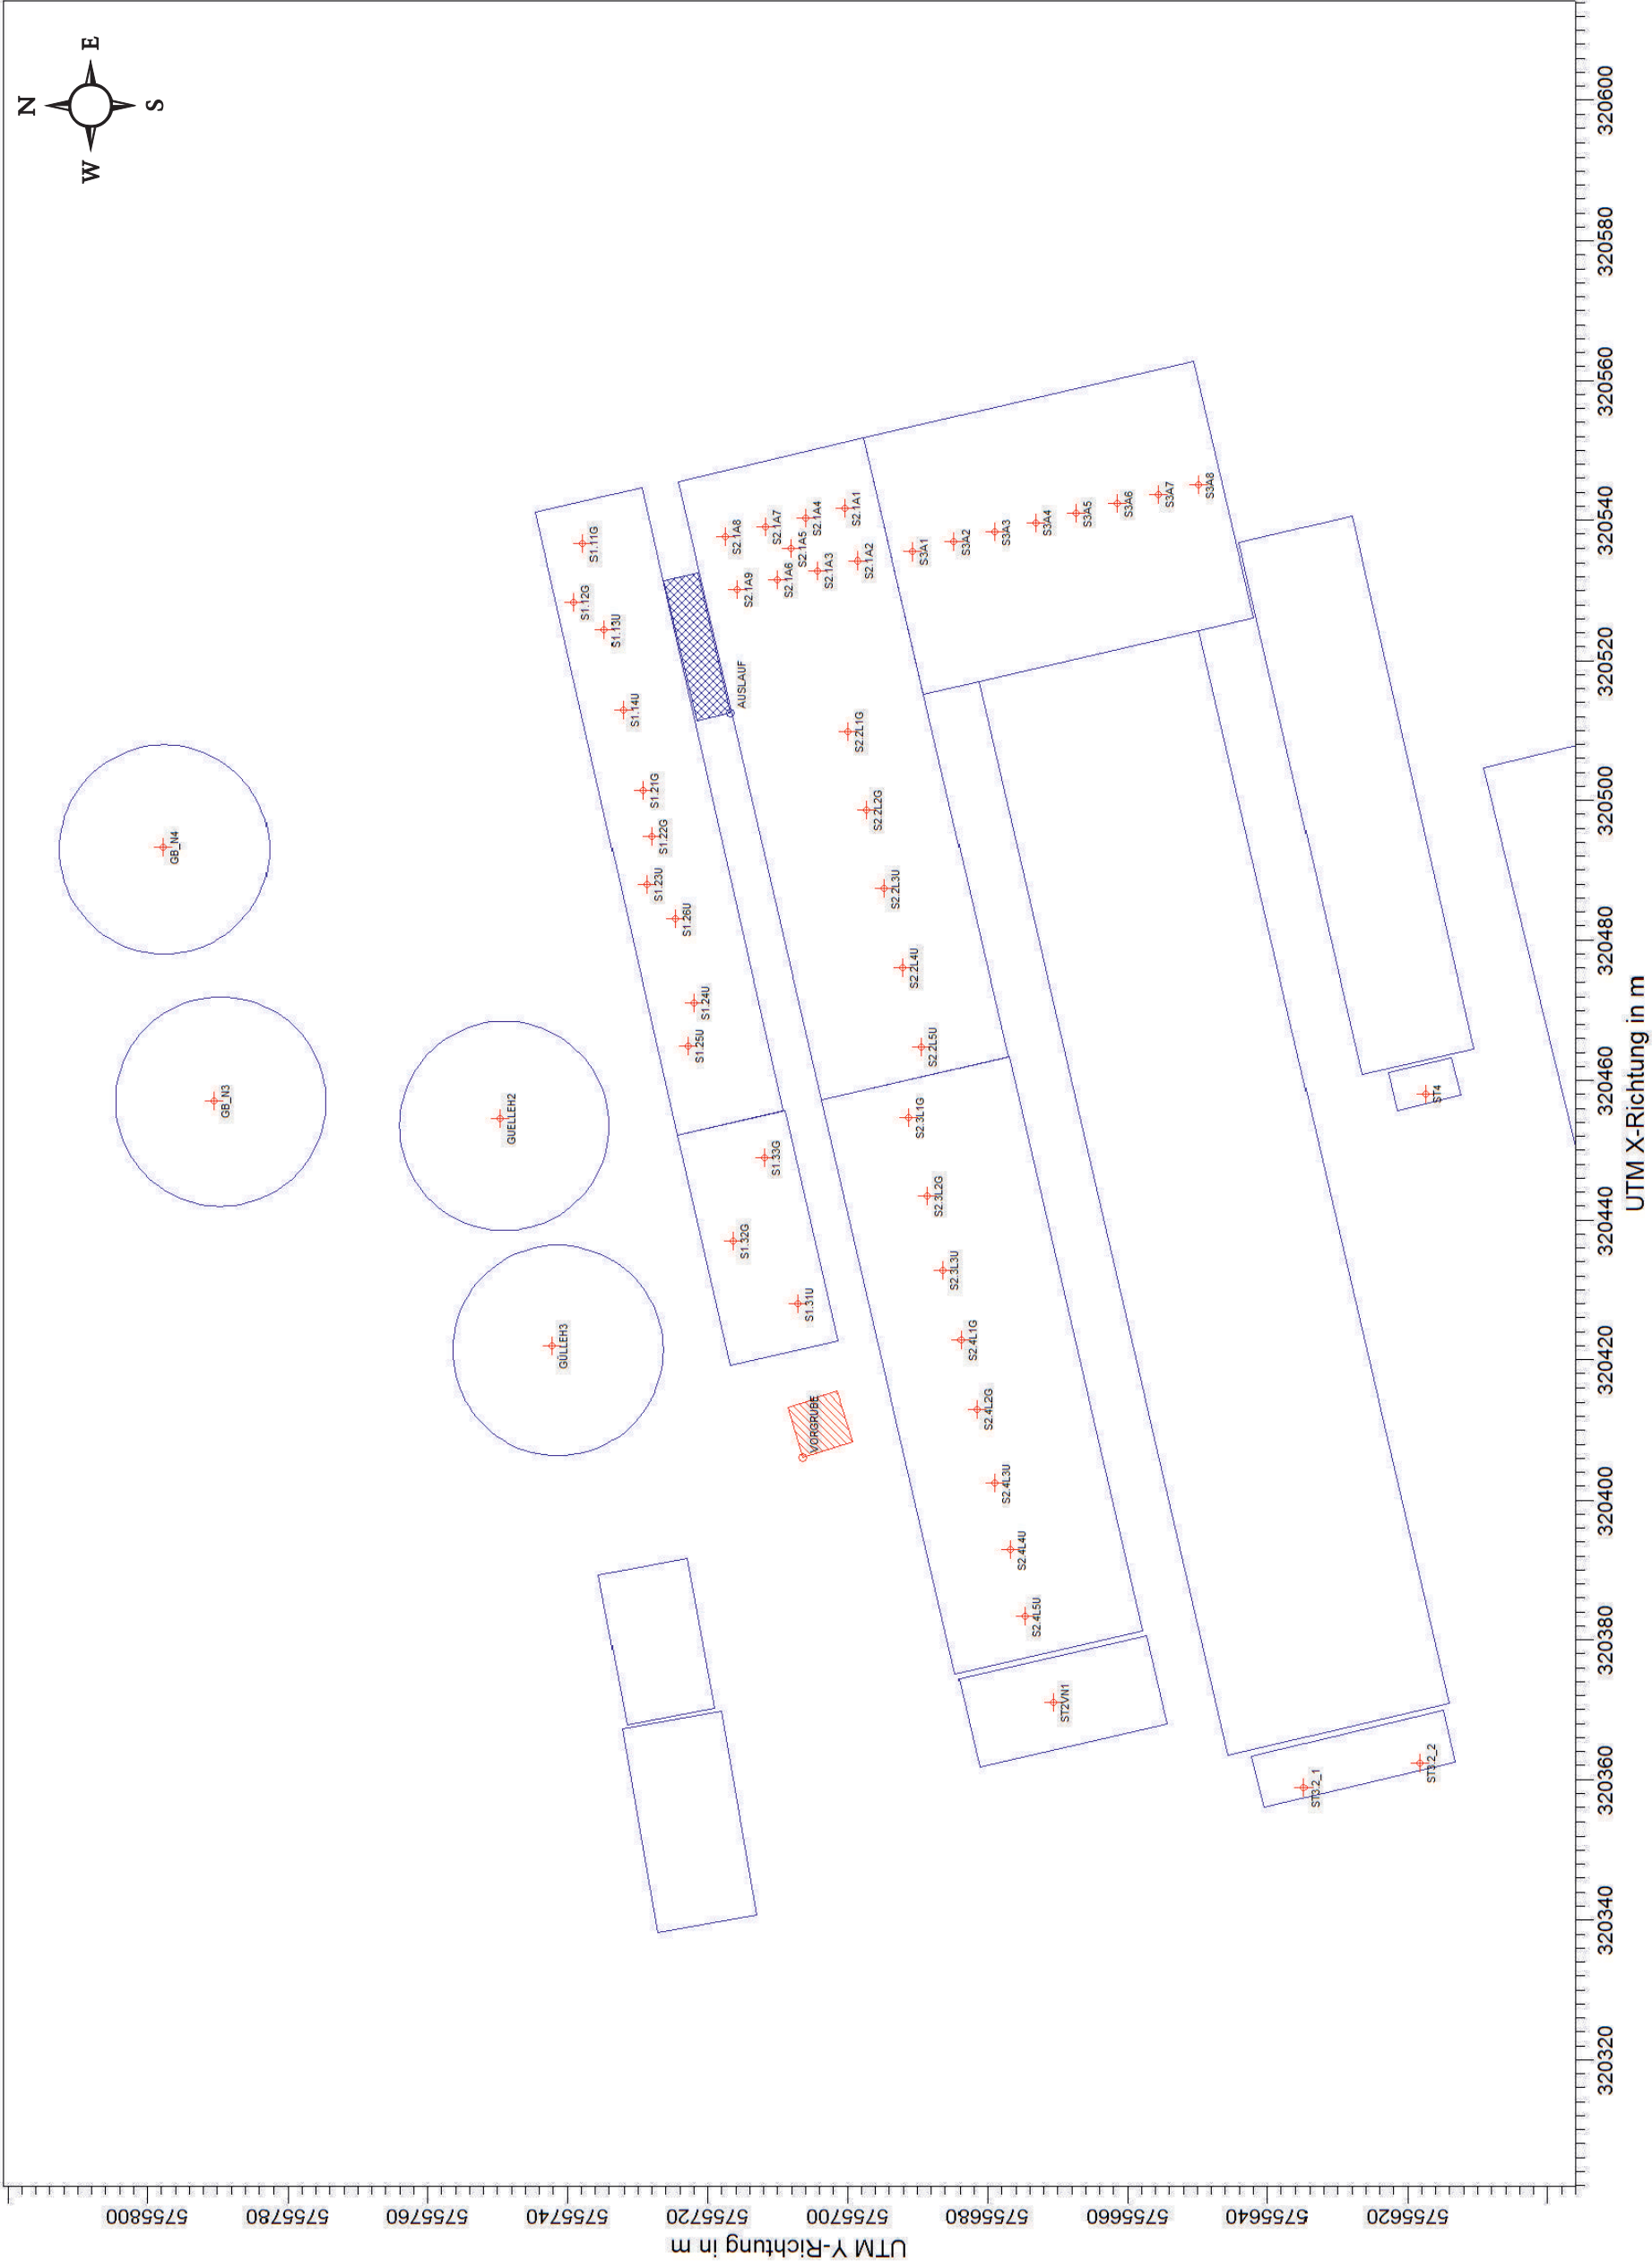 N
W
E
S
GB_N4
GB_N3
GUELLEH2
GÜLLEH3
S1.11G
S1.12G
S1.13U
S1.14U
S1.21G
S1.22G
S1.23U
S1.26U
S1.24U
S1.25U
S1.33G
S1.32G
S1.31U
VORGRUBE
AUSLAUF
S2.1A8
S2.1A7
S2.1A4
S2.1A1
S2.1A5
S2.1A9
S2.1A6
S2.1A3
S2.1A2
S2.2L1G
S2.2L2G
S2.2L3U
S2.2L4U
S2.2L5U
S2.3L1G
S2.3L2G
S2.3L3U
S2.4L1G
S2.4L2G
S2.4L3U
S2.4L4U
S2.4L5U
ST2VN1
S3A1
S3A2
S3A3
S3A4
S3A5
S3A6
S3A7
S3A8
ST4
ST3.2_1
ST3.2_2
UTM Y-Richtung in m
5755800
5755780
5755760
5755740
5755720
5755700
5755680
5755660
5755640
5755620
320320
320340
320360
320380
320400
320420
320440
320460
320480
320500
320520
320540
320560
320580
320600
UTM X-Richtung in m